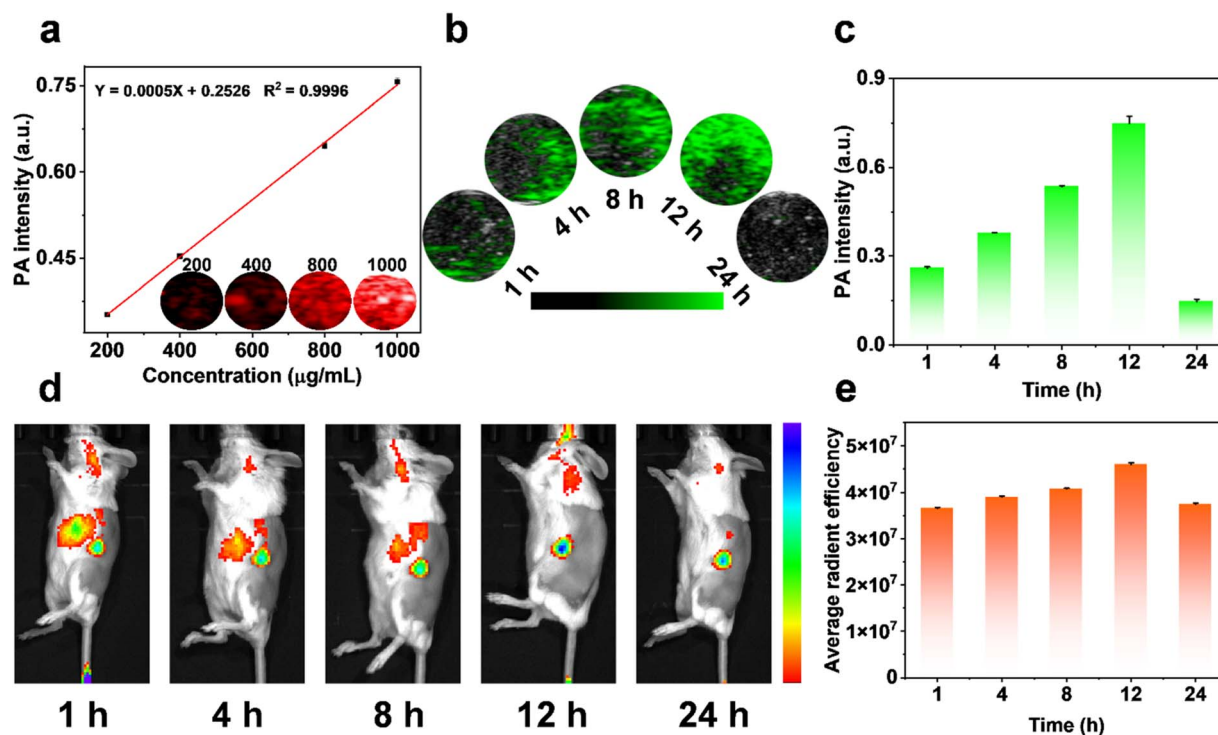 a
Y = 0.0005X + 0.2526 R² = 0.9996
PA intensity (a.u.)
0.75
0.60
0.45
200 400 800 1000
200 400 600 800 1000
Concentration (μg/mL)
b
1 h
4 h
8 h
12 h
24 h
c
PA intensity (a.u.)
0.9
0.6
0.3
0.0
1 4 8 12 24
Time (h)
d
1 h 4 h 8 h 12 h 24 h
e
Average radient efficiency
5×10⁷
4×10⁷
3×10⁷
2×10⁷
1×10⁷
1 4 8 12 24
Time (h)